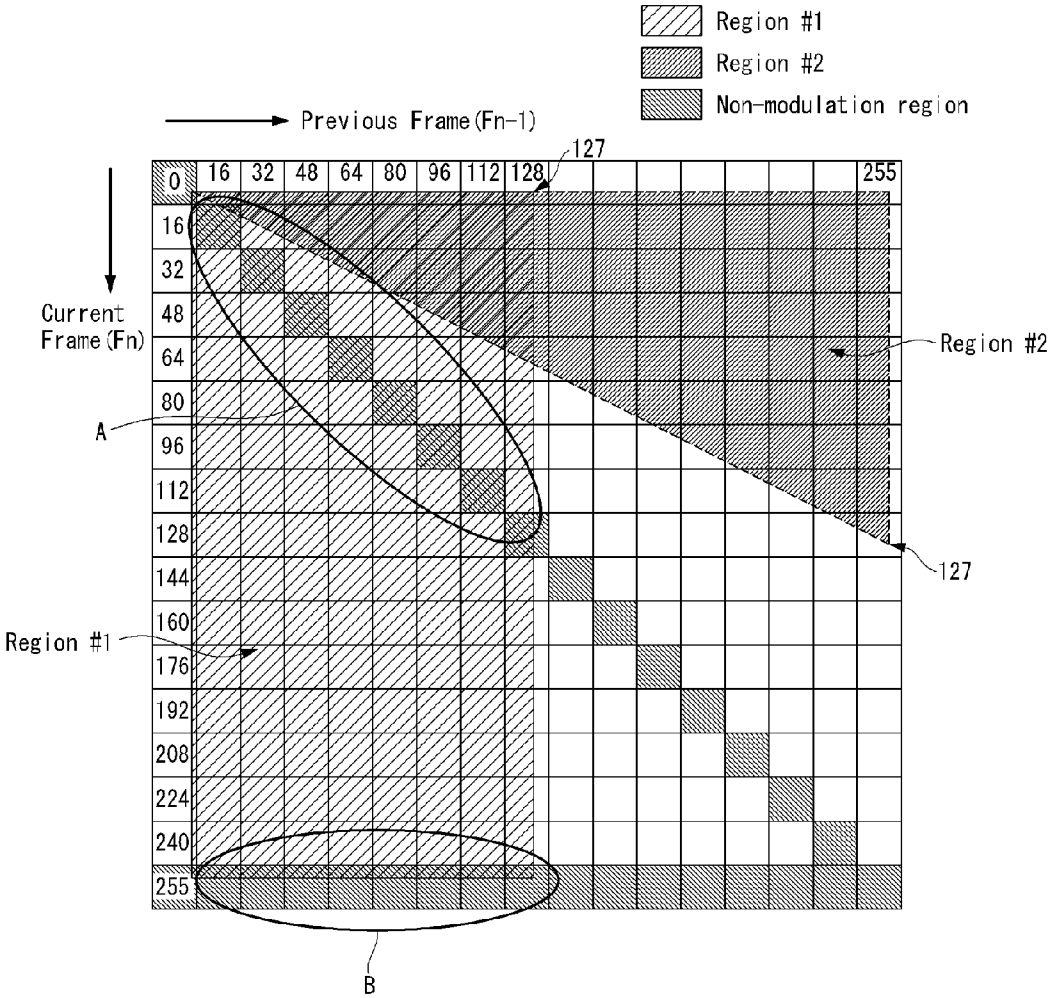 Region #1
Region #2
Non-modulation region
Previous Frame(Fn-1)
127
0 16 32 48 64 80 96 112 128 255
16
32
Current
Frame(Fn)
48
Region #2
64
80
A
96
112
128
127
144
160
Region #1
176
192
208
224
240
255
B